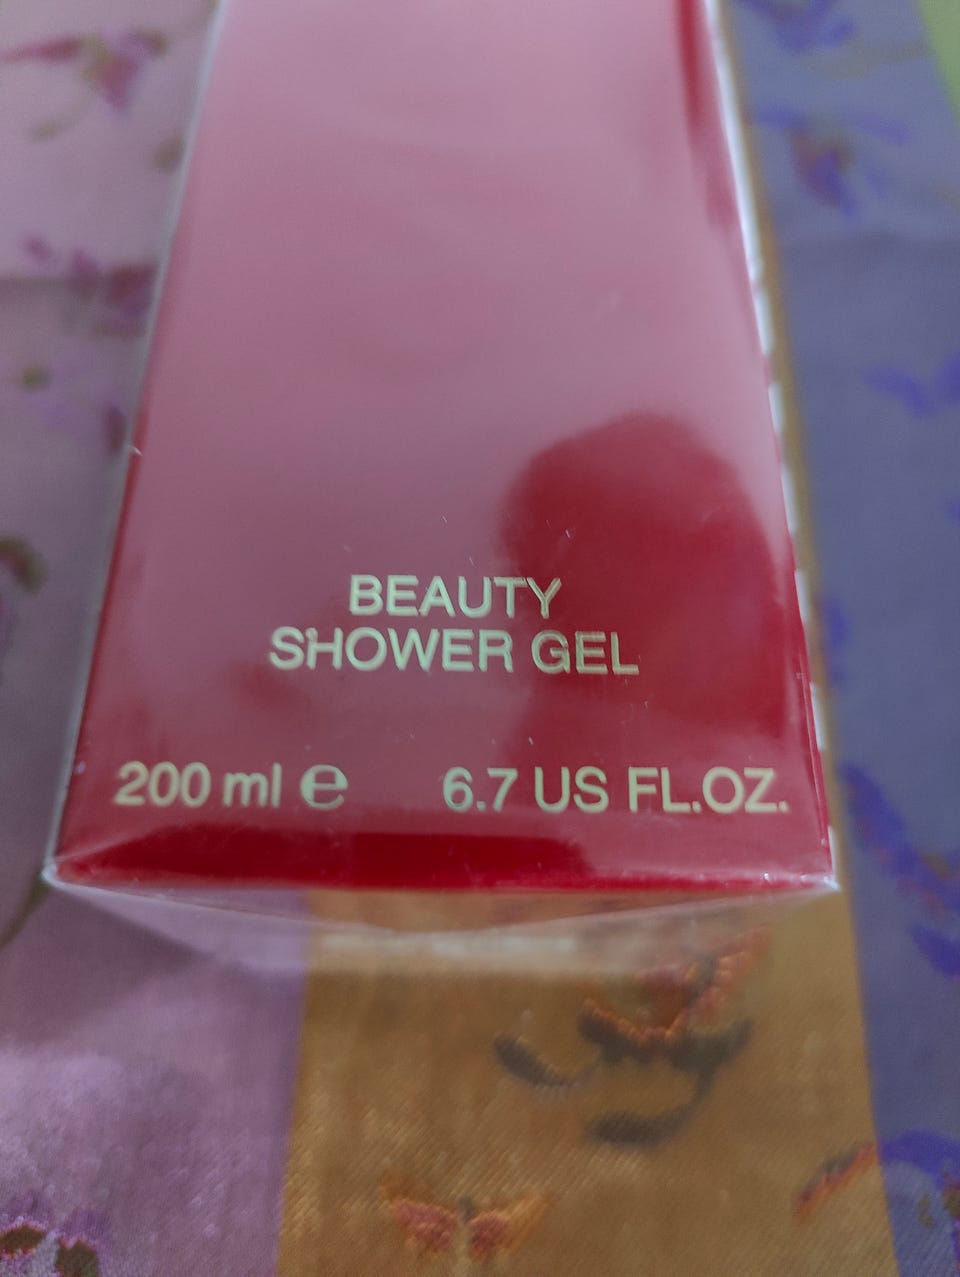 BEAUTY
SHOWER GEL
200 ml ℮ 6.7 US FL.OZ.